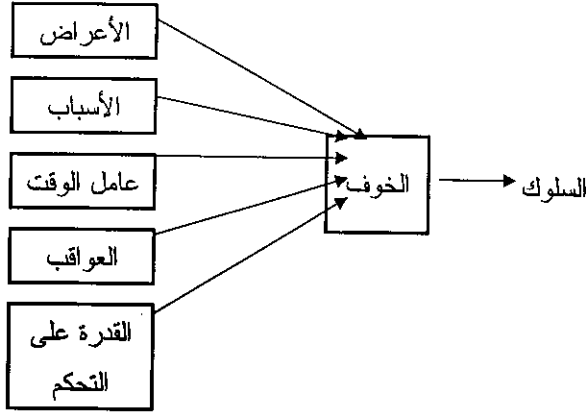 الأعراض
الأسباب
عامل الوقت
العواقب
القدرة على
التحكم
الخوف
السلوك